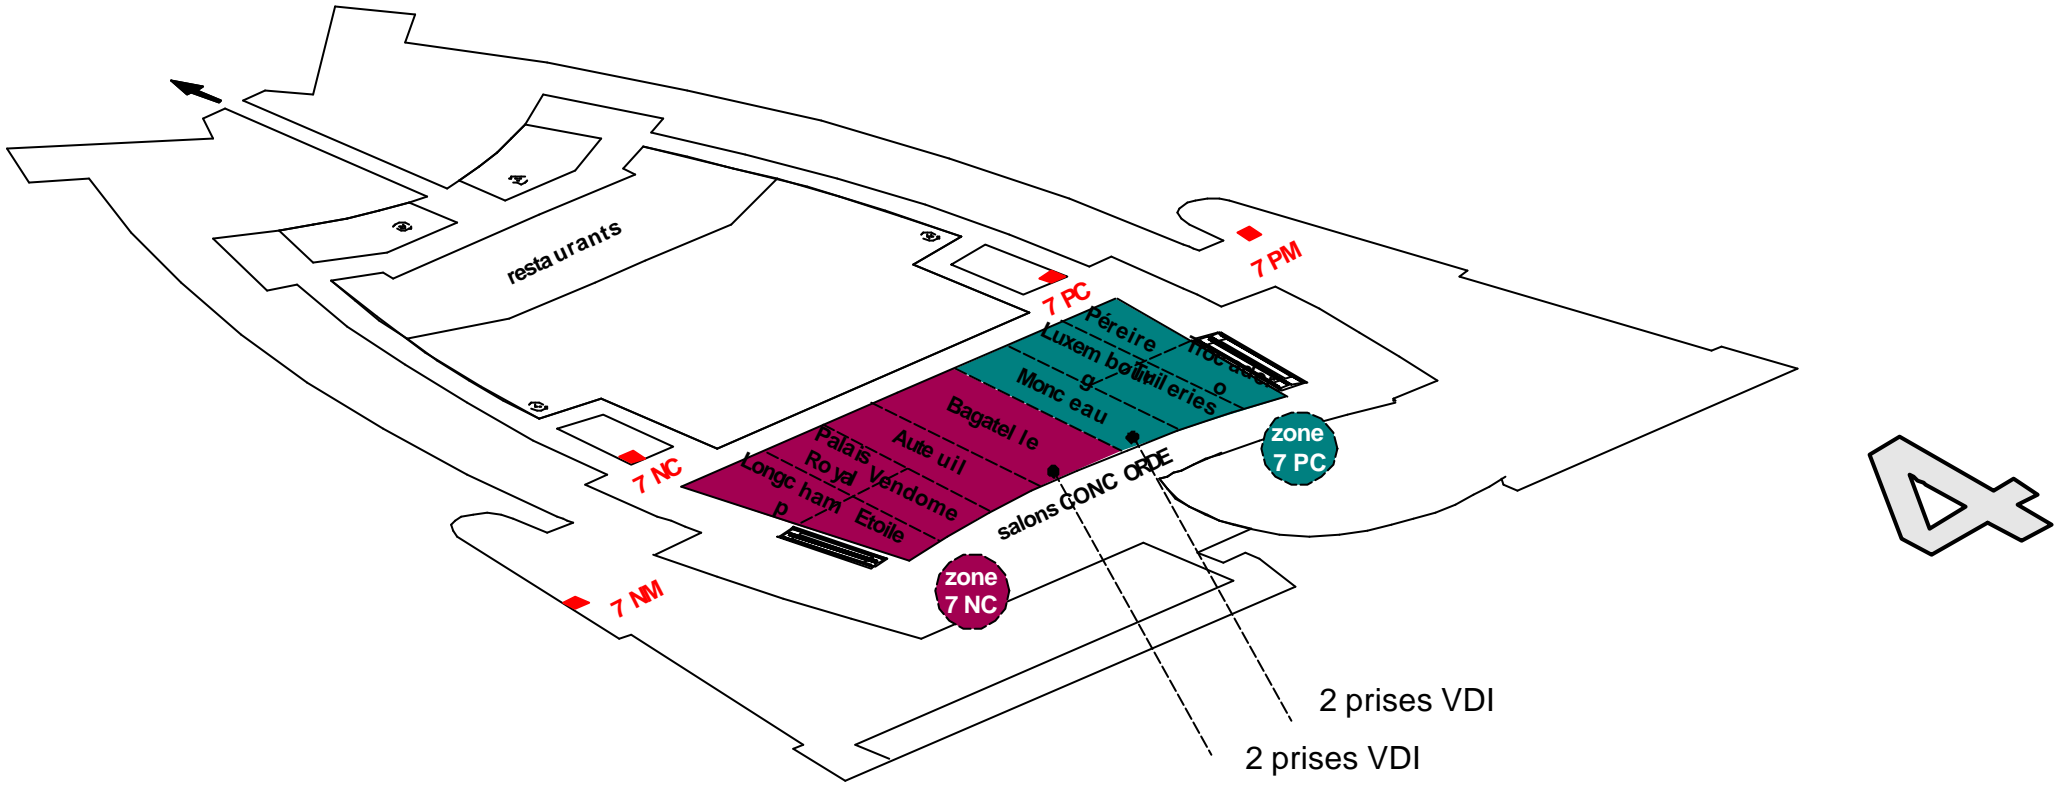 restaurants
7 PM
7 PC
Péreire
Trocadero
Luxembourg
Tuileries
Monceau
Bagatelle
Auteuil
Palais
Royal
Vendome
Longchamp
Etoile
7 NC
7 NM
salons CONCORDE
zone
7 PC
zone
7 NC
2 prises VDI
2 prises VDI
4